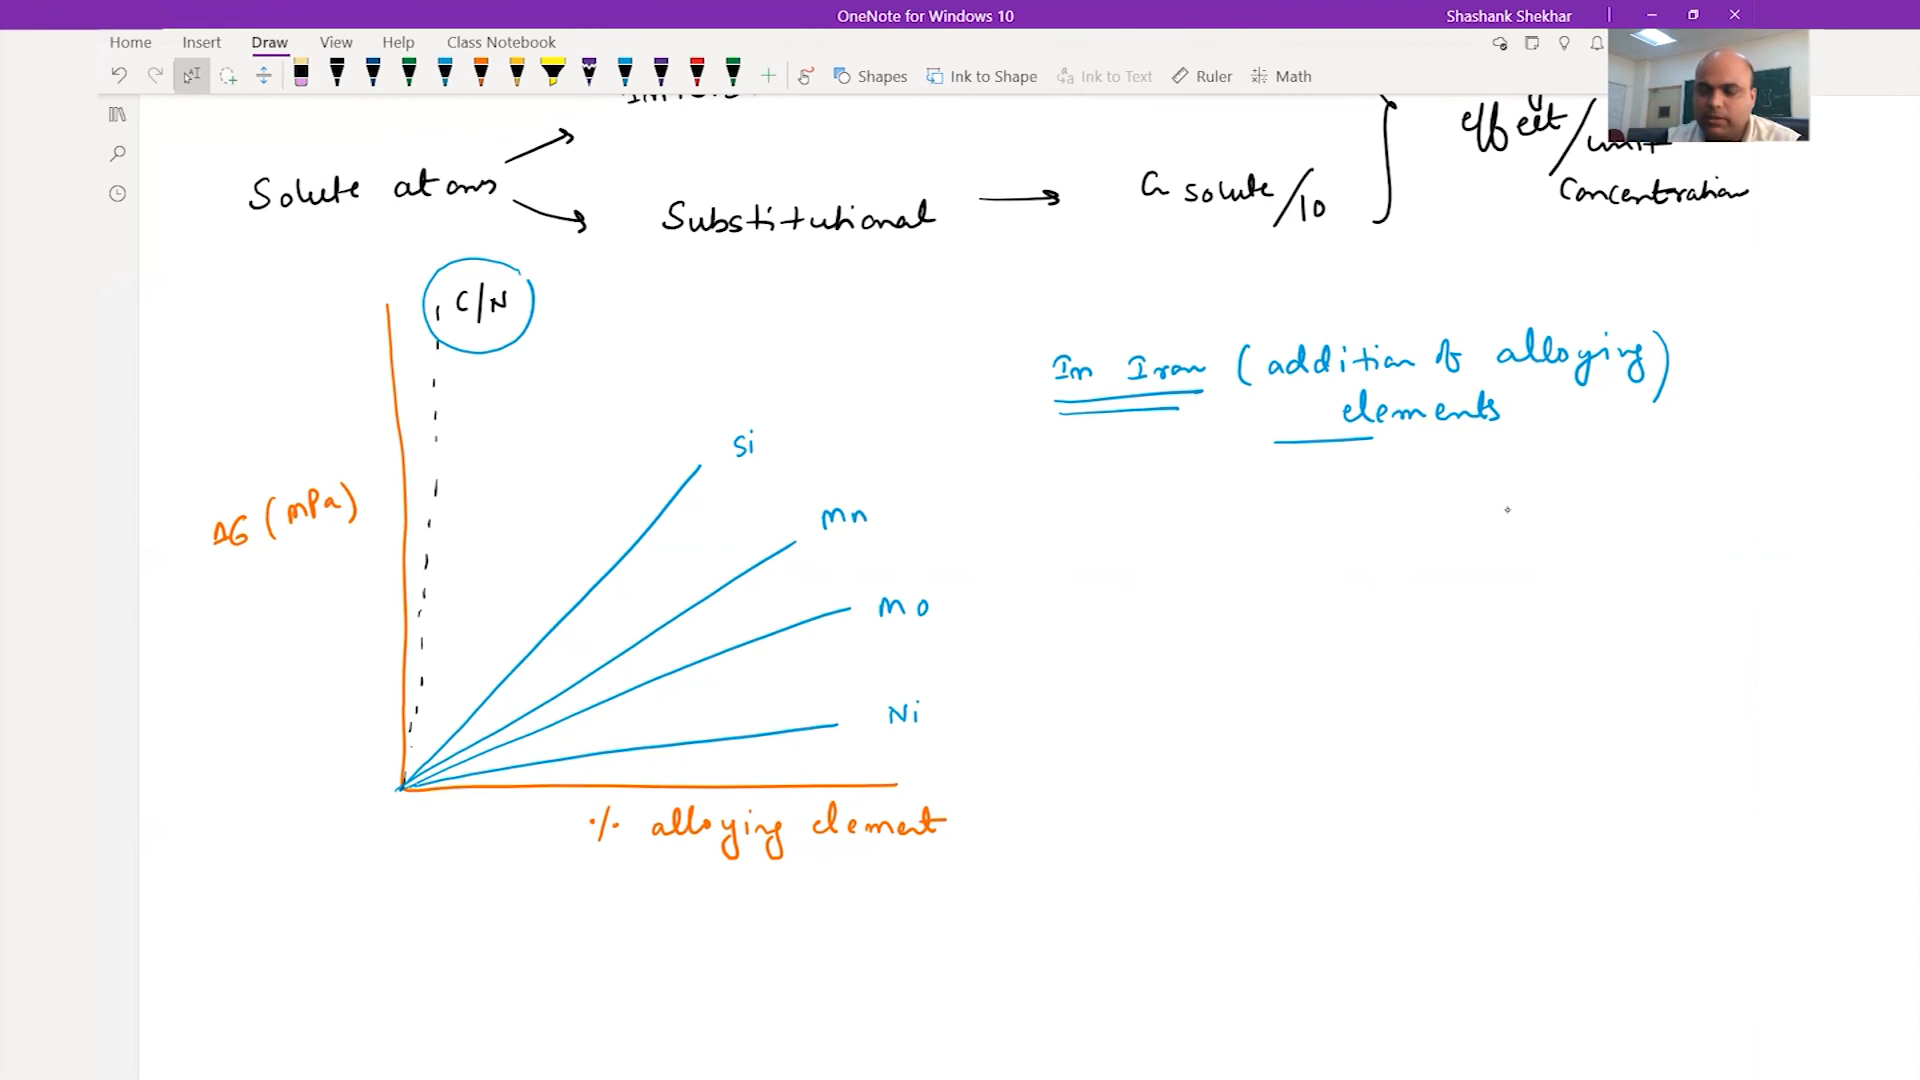 OneNote for Windows 10
Shashank Shekhar
Home Insert Draw View Help Class Notebook
Shapes Ink to Shape Ink to Text Ruler Math
effect/unit
Concentration
Solute atoms
Substitutional → G solute/10
C/N
In Iron (addition of alloying)
elements
Si
Mn
ΔG (MPa)
Mo
Ni
% alloying element